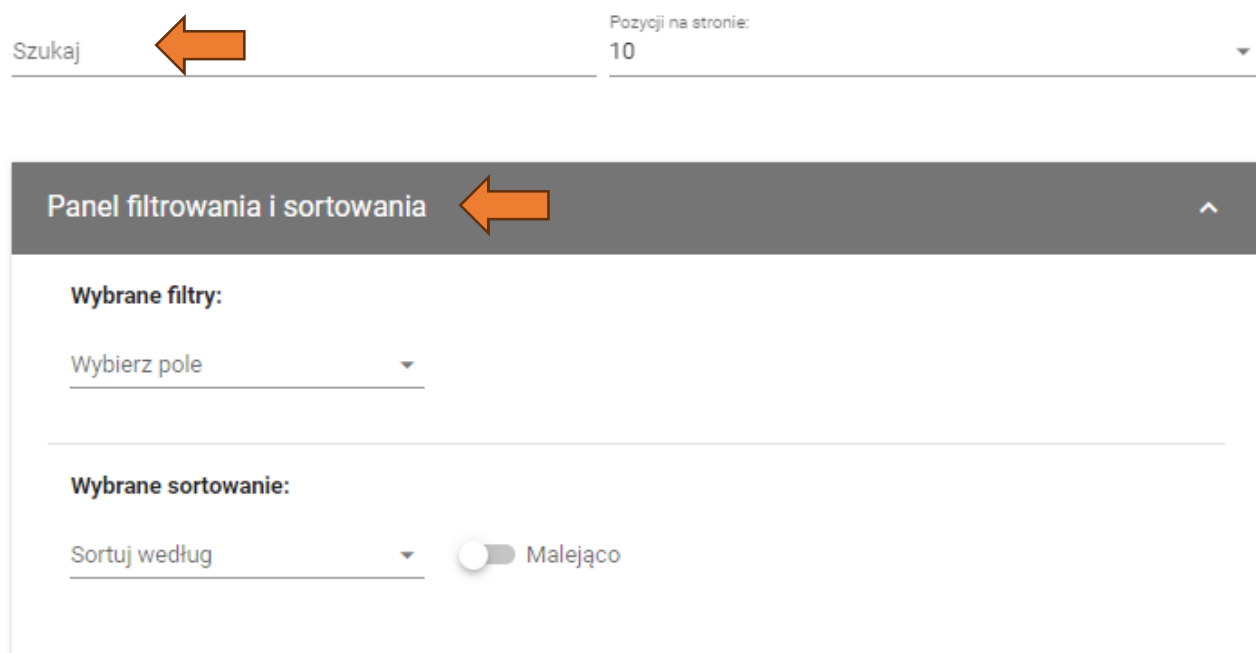 Pozycji na stronie:
Szukaj
10
Panel filtrowania i sortowania
Wybrane filtry:
Wybierz pole
Wybrane sortowanie:
Sortuj według
Malejąco